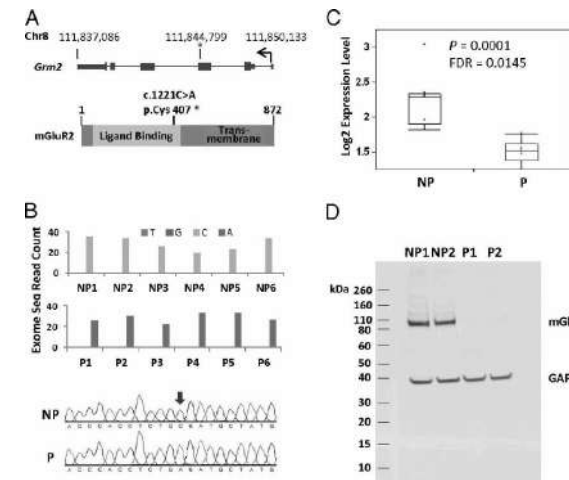 A
Chr8 111,837,086 111,844,799 111,850,133
*
Grm2
c.1221C>A
p.Cys 407 *
1 872
mGluR2 Ligand Binding Trans-
membrane
B
Exome Seq Read Count
40
20
0
T G C A
NP1 NP2 NP3 NP4 NP5 NP6
40
20
0
P1 P2 P3 P4 P5 P6
NP
P
C
Log2 Expression Level
3
2.5
2
1.5
P = 0.0001
FDR = 0.0145
NP P
D
NP1 NP2 P1 P2
kDa
260
160
110
80
60
50
40
30
20
15
10
mGl
GAP